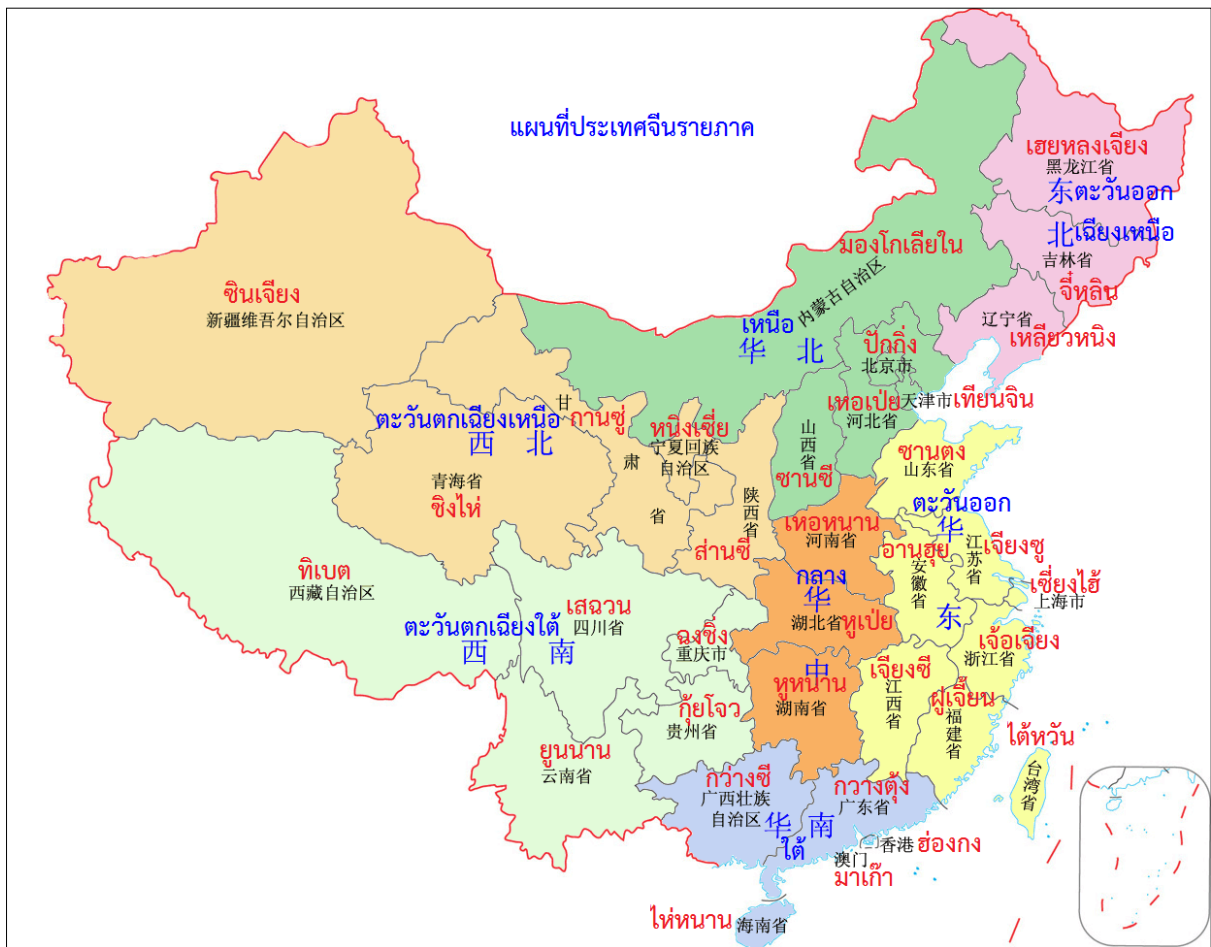 แผนที่ประเทศจีนรายภาค
เฮยหลงเจียง
黑龙江省
东ตะวันออก
北เฉียงเหนือ
吉林省
จี๋หลิน
辽宁省
เหลียวหนิง
มองโกเลียใน
内蒙古自治区
ซินเจียง
新疆维吾尔自治区
เหนือ
华 北
ปักกิ่ง
北京市
天津市เทียนจิน
เหอเป่ย
河北省
山西省
ซานซี
ตะวันตกเฉียงเหนือ
西 北
甘肃省
กานซู่
หนิงเซี่ย
宁夏回族
自治区
青海省
ชิงไห่
陕西省
ส่านซี
ซานตง
山东省
ตะวันออก
华
东
เหอหนาน
河南省
อานฮุย
安徽省
江苏省
เจียงซู
เซี่ยงไฮ้
上海市
ทิเบต
西藏自治区
ตะวันตกเฉียงใต้
西 南
เสฉวน
四川省
ฉงชิ่ง
重庆市
กลาง
华
中
湖北省
หูเป่ย
หูหนาน
湖南省
เจียงซี
江西省
เจ้อเจียง
浙江省
ฝูเจี้ยน
福建省
กุ้ยโจว
贵州省
ยูนนาน
云南省
ไต้หวัน
台湾省
กว่างซี
广西壮族
自治区
กวางตุ้ง
广东省
华 南
ใต้
香港
ฮ่องกง
澳门
มาเก๊า
ไห่หนาน
海南省